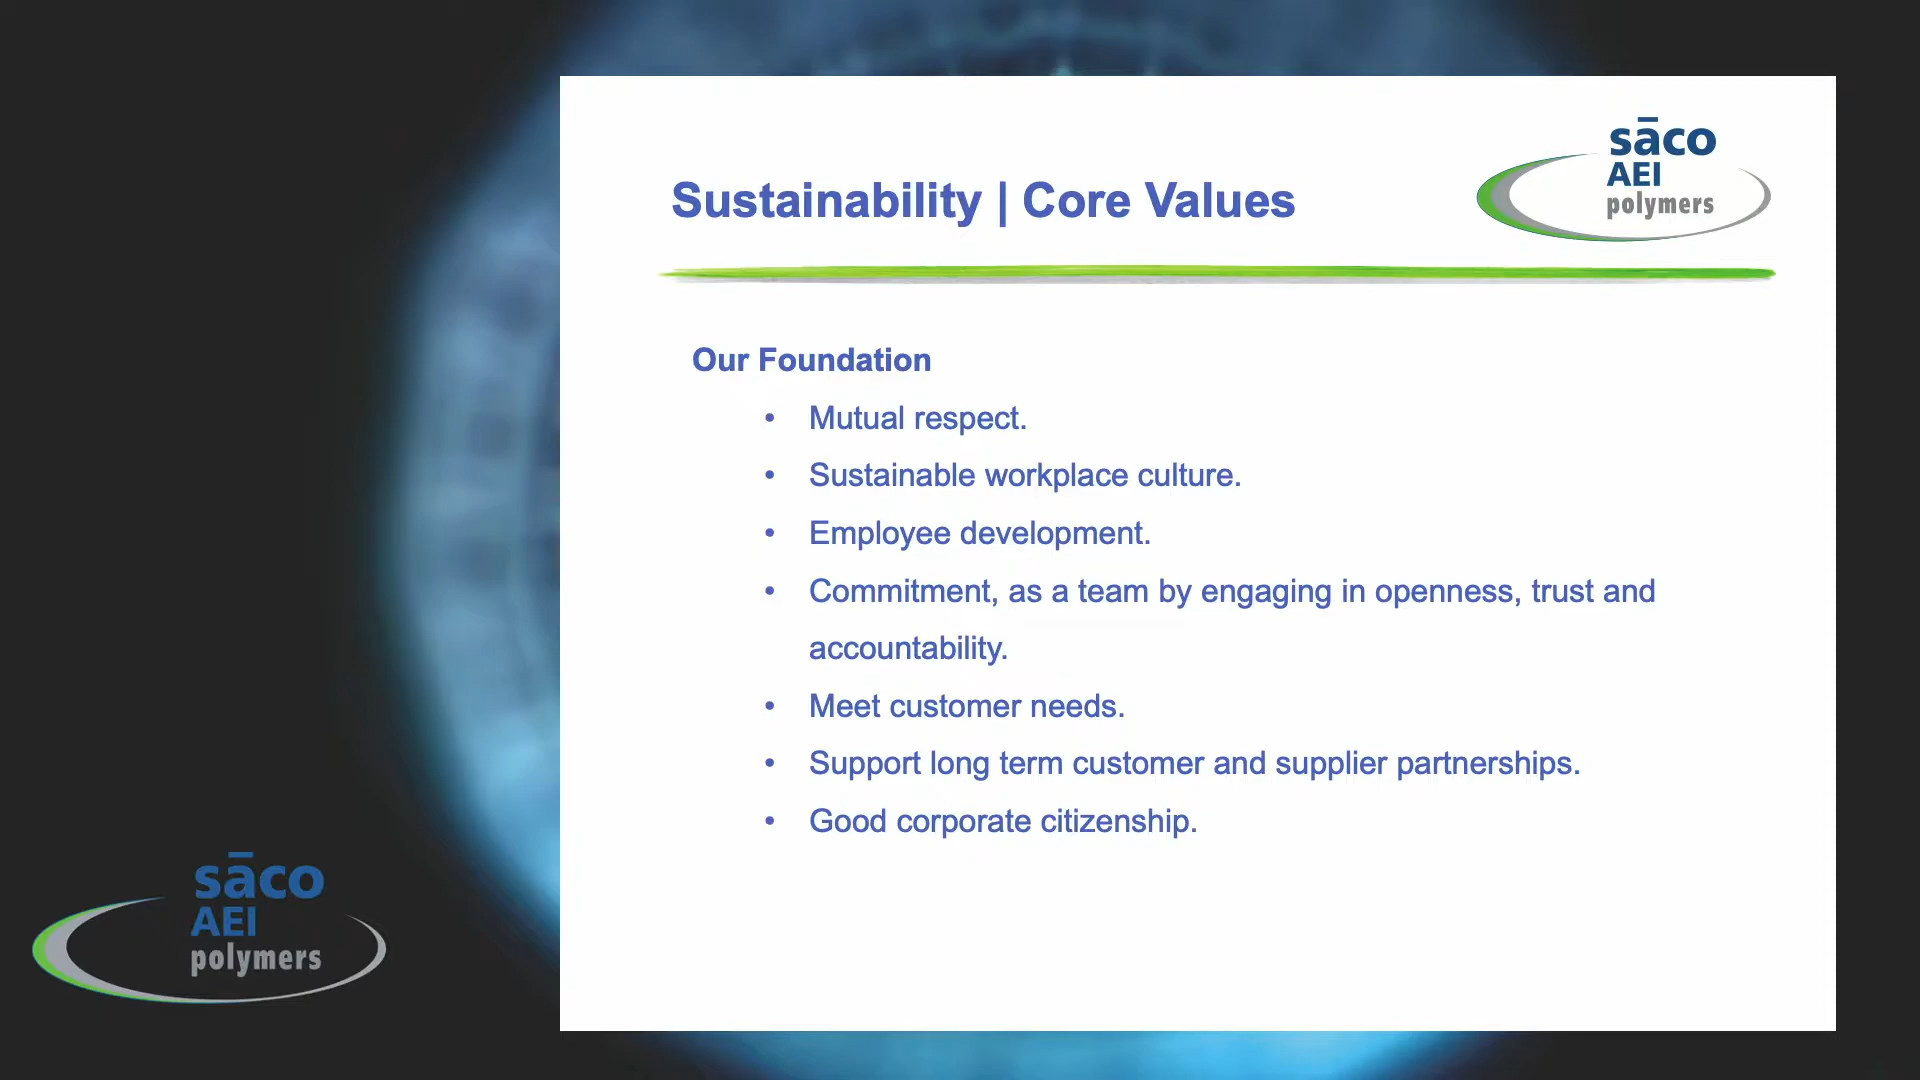 sāco
AEI
polymers
Sustainability | Core Values
Our Foundation
• Mutual respect.
• Sustainable workplace culture.
• Employee development.
• Commitment, as a team by engaging in openness, trust and
accountability.
• Meet customer needs.
• Support long term customer and supplier partnerships.
• Good corporate citizenship.
sāco
AEI
polymers